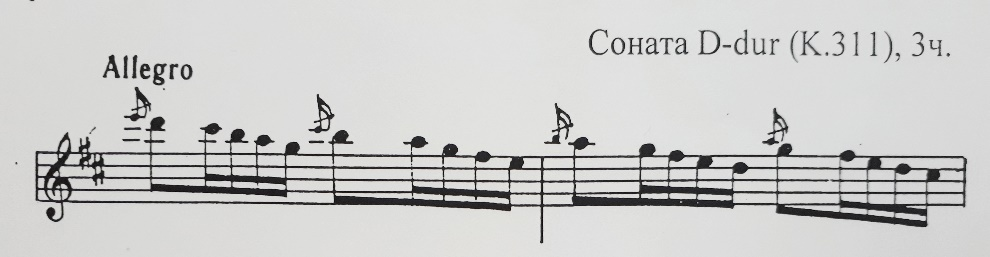 Соната D-dur (К.311), 3ч.
Allegro